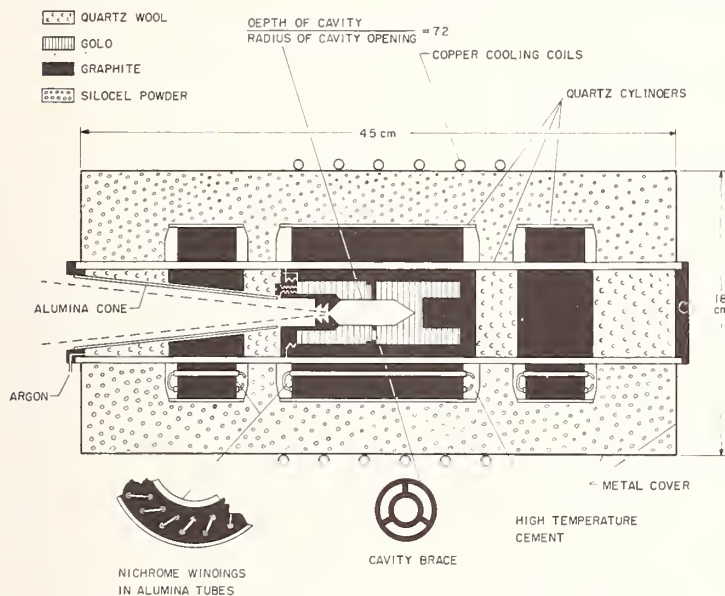 QUARTZ WOOL
GOLO
GRAPHITE
SILOCEL POWDER
DEPTH OF CAVITY
RADIUS OF CAVITY OPENING
=72
COPPER COOLING COILS
QUARTZ CYLINOERS
45 cm
18
cm
ALUMINA CONE
ARGON
METAL COVER
HIGH TEMPERATURE
CEMENT
CAVITY BRACE
NICHROME WINOINGS
IN ALUMINA TUBES